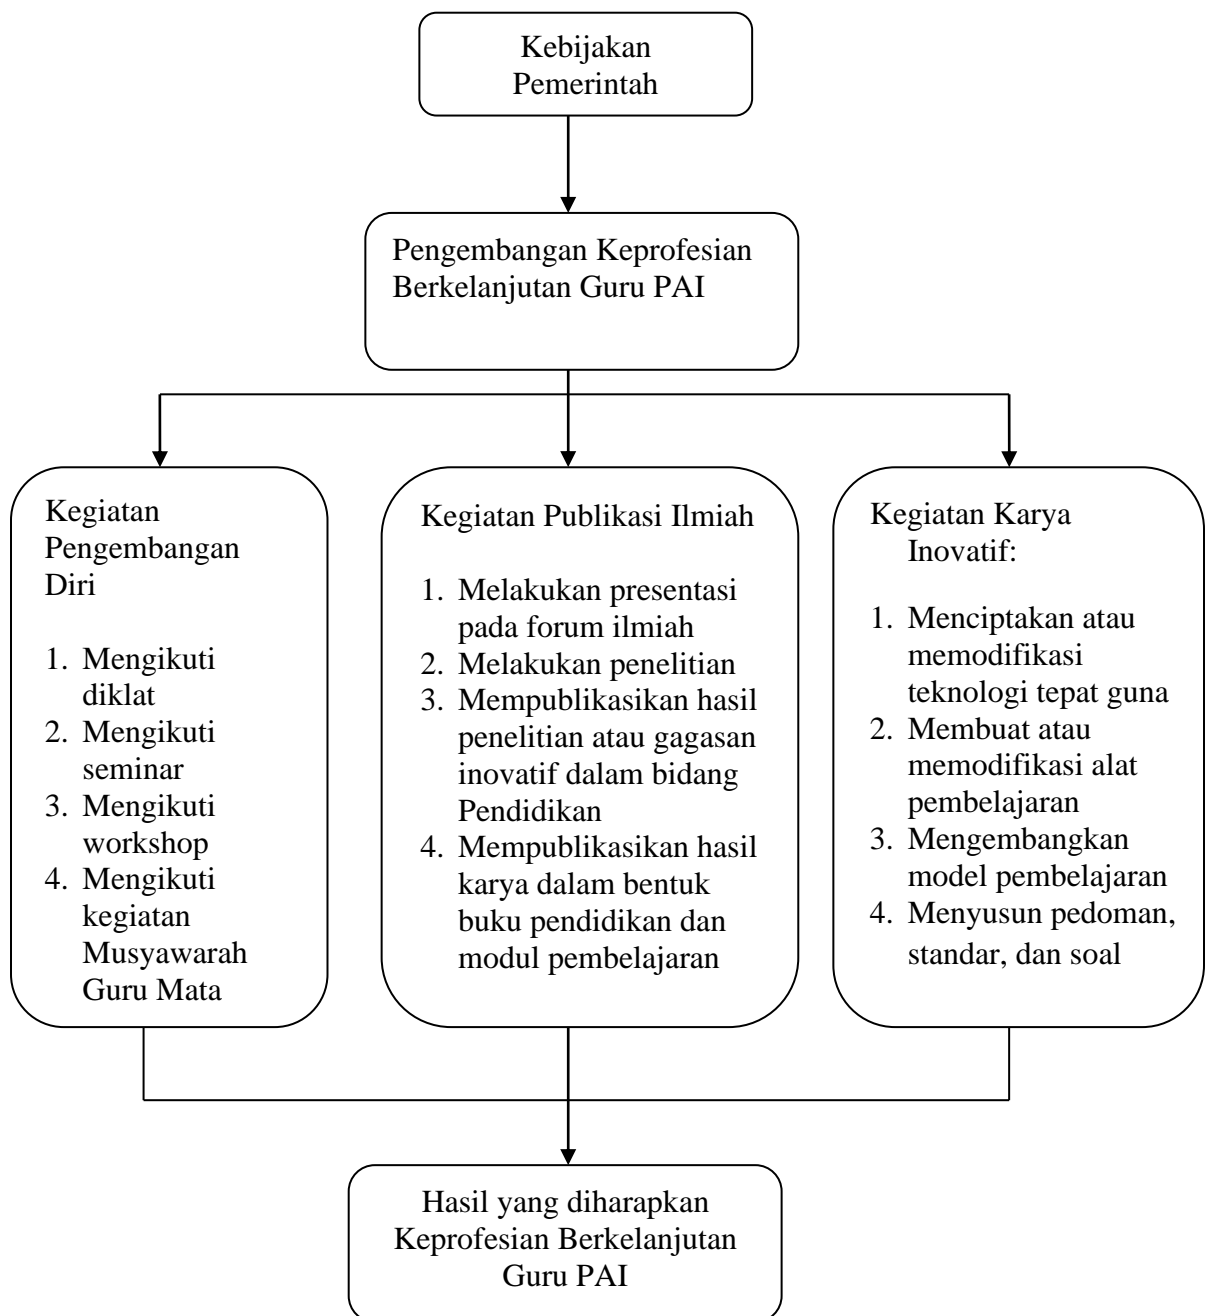 Kebijakan
Pemerintah
Pengembangan Keprofesian
Berkelanjutan Guru PAI
Kegiatan
Pengembangan
Diri
1. Mengikuti
diklat
2. Mengikuti
seminar
3. Mengikuti
workshop
4. Mengikuti
kegiatan
Musyawarah
Guru Mata
Kegiatan Publikasi Ilmiah
1. Melakukan presentasi
pada forum ilmiah
2. Melakukan penelitian
3. Mempublikasikan hasil
penelitian atau gagasan
inovatif dalam bidang
Pendidikan
4. Mempublikasikan hasil
karya dalam bentuk
buku pendidikan dan
modul pembelajaran
Kegiatan Karya
Inovatif:
1. Menciptakan atau
memodifikasi
teknologi tepat guna
2. Membuat atau
memodifikasi alat
pembelajaran
3. Mengembangkan
model pembelajaran
4. Menyusun pedoman,
standar, dan soal
Hasil yang diharapkan
Keprofesian Berkelanjutan
Guru PAI